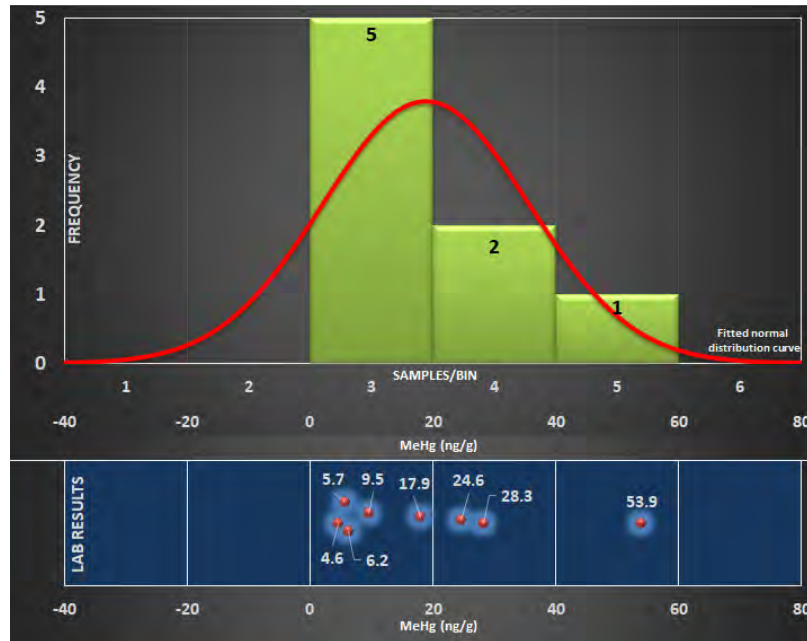 5
5
4
3
2
2
1
1
0
FREQUENCY
Fitted normal
distribution curve
SAMPLES/BIN
1 2 3 4 5 6
-40 -20 0 20 40 60 80
MeHg (ng/g)
LAB RESULTS
5.7 9.5 17.9 24.6 28.3 53.9
4.6 6.2
-40 -20 0 20 40 60 80
MeHg (ng/g)